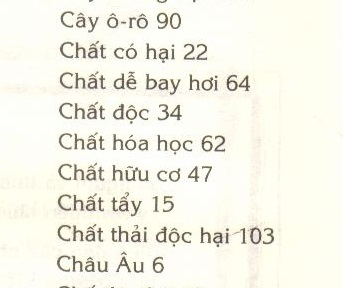 Cây ô-rô 90
Chất có hại 22
Chất dễ bay hơi 64
Chất độc 34
Chất hóa học 62
Chất hữu cơ 47
Chất tẩy 15
Chất thải độc hại 103
Châu Âu 6